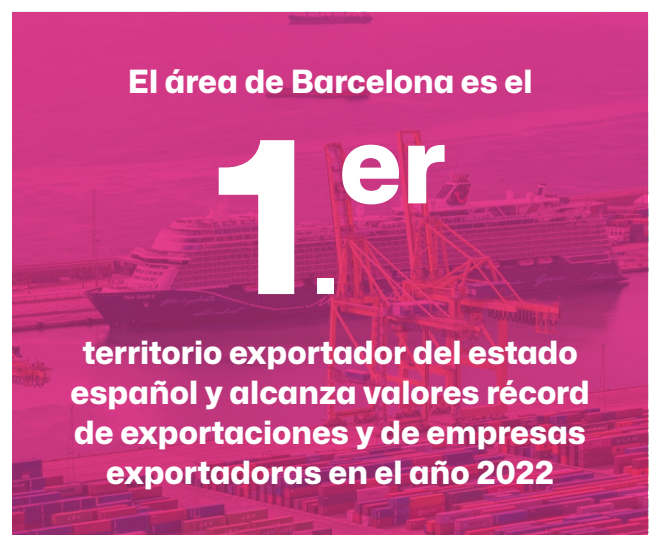 El área de Barcelona es el
1.er
territorio exportador del estado
español y alcanza valores récord
de exportaciones y de empresas
exportadoras en el año 2022